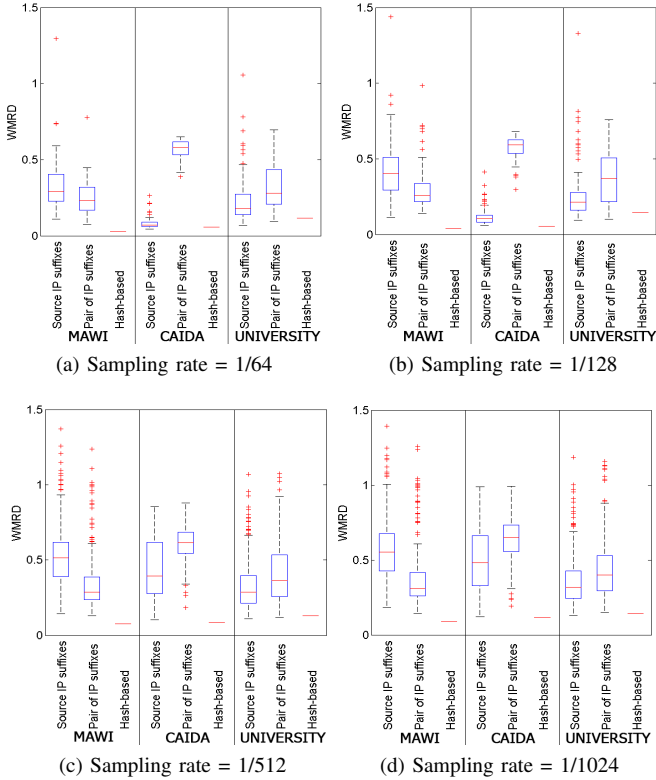 1.5
1
0.5
0
WMRD
Source IP suffixes
Pair of IP suffixes
Hash-based
Source IP suffixes
Pair of IP suffixes
Hash-based
Source IP suffixes
Pair of IP suffixes
Hash-based
MAWI CAIDA UNIVERSITY
(a) Sampling rate = 1/64
1.5
1
0.5
0
WMRD
Source IP suffixes
Pair of IP suffixes
Hash-based
Source IP suffixes
Pair of IP suffixes
Hash-based
Source IP suffixes
Pair of IP suffixes
Hash-based
MAWI CAIDA UNIVERSITY
(b) Sampling rate = 1/128
1.5
1
0.5
0
WMRD
Source IP suffixes
Pair of IP suffixes
Hash-based
Source IP suffixes
Pair of IP suffixes
Hash-based
Source IP suffixes
Pair of IP suffixes
Hash-based
MAWI CAIDA UNIVERSITY
(c) Sampling rate = 1/512
1.5
1
0.5
0
WMRD
Source IP suffixes
Pair of IP suffixes
Hash-based
Source IP suffixes
Pair of IP suffixes
Hash-based
Source IP suffixes
Pair of IP suffixes
Hash-based
MAWI CAIDA UNIVERSITY
(d) Sampling rate = 1/1024